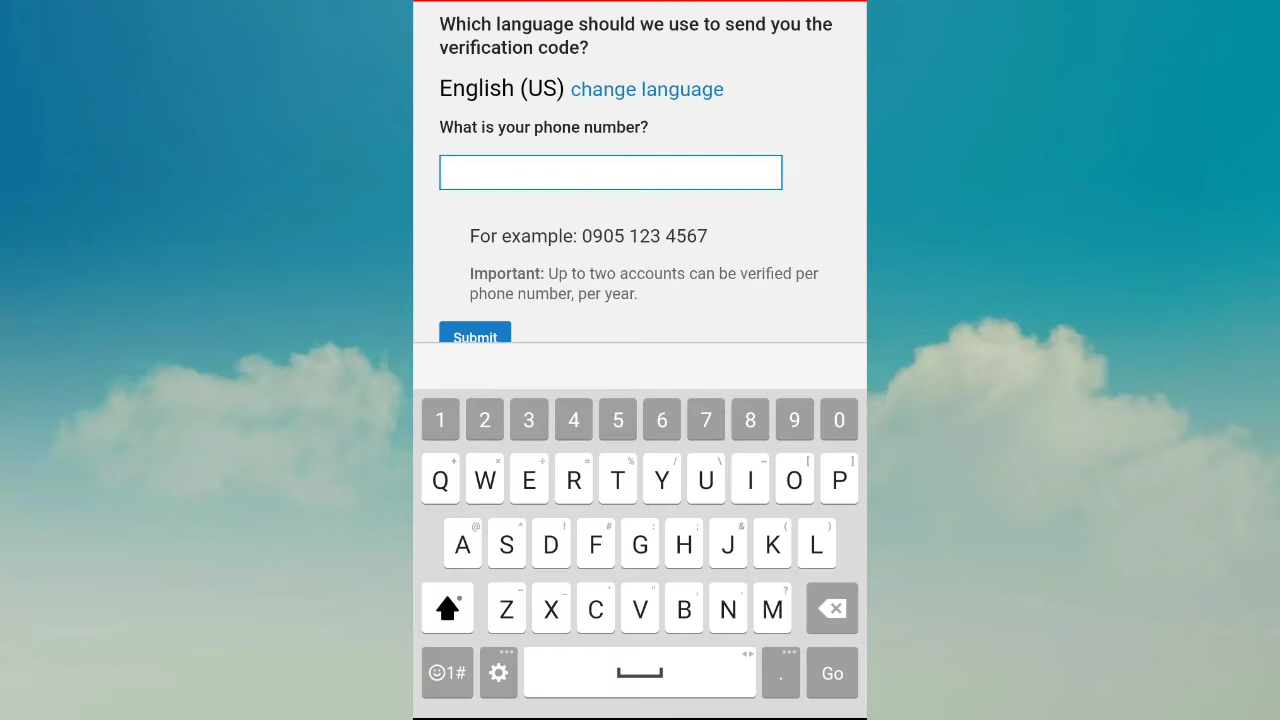 Which language should we use to send you the
verification code?
English (US) change language
What is your phone number?
For example: 0905 123 4567
Important: Up to two accounts can be verified per
phone number, per year.
Submit
1 2 3 4 5 6 7 8 9 0
+ × ÷ = % / \ ~ [ ]
Q W E R T Y U I O P
@ * ! # : ; & ( )
A S D F G H J K L
- _ ' " , . ?
Z X C V B N M
1# . Go